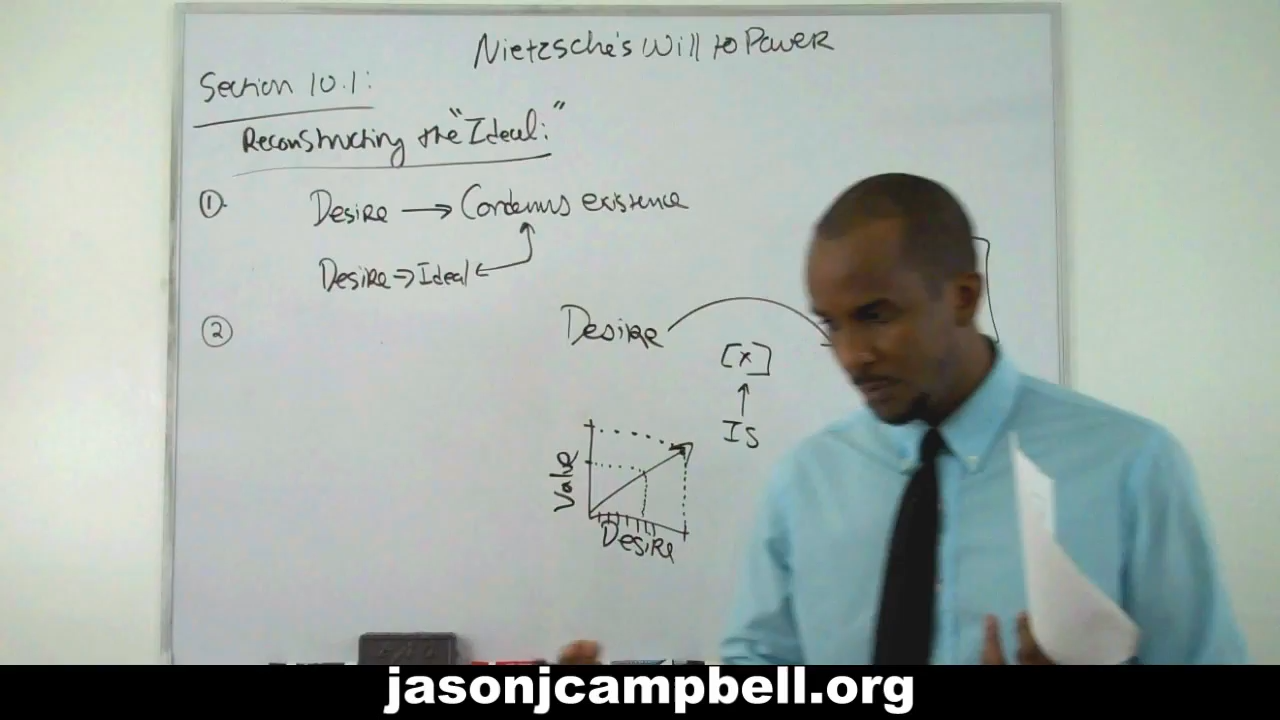 Nietzsche's Will to Power
Section 10.1:
Reconstructing the "Ideal:"
① Desire → Condemns existence
Desire → Ideal
②
Desire
[x]
Is
Value
Desire
jasonjcampbell.org